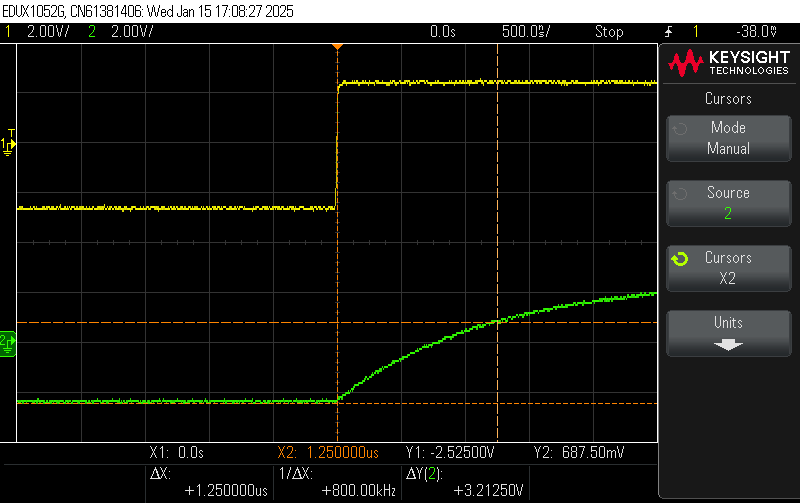 EDUX1052G, CN61381406: Wed Jan 15 17:08:27 2025
1 2.00V/ 2 2.00V/ 0.0s 500.0ns/ Stop 1 -38.0V
KEYSIGHT
TECHNOLOGIES
Cursors
Mode
Manual
Source
2
Cursors
X2
Units
T
1
2
X1: 0.0s X2: 1.250000us Y1: -2.52500V Y2: 687.50mV
ΔX: 1/ΔX: ΔY(2):
+1.250000us +800.00kHz +3.21250V